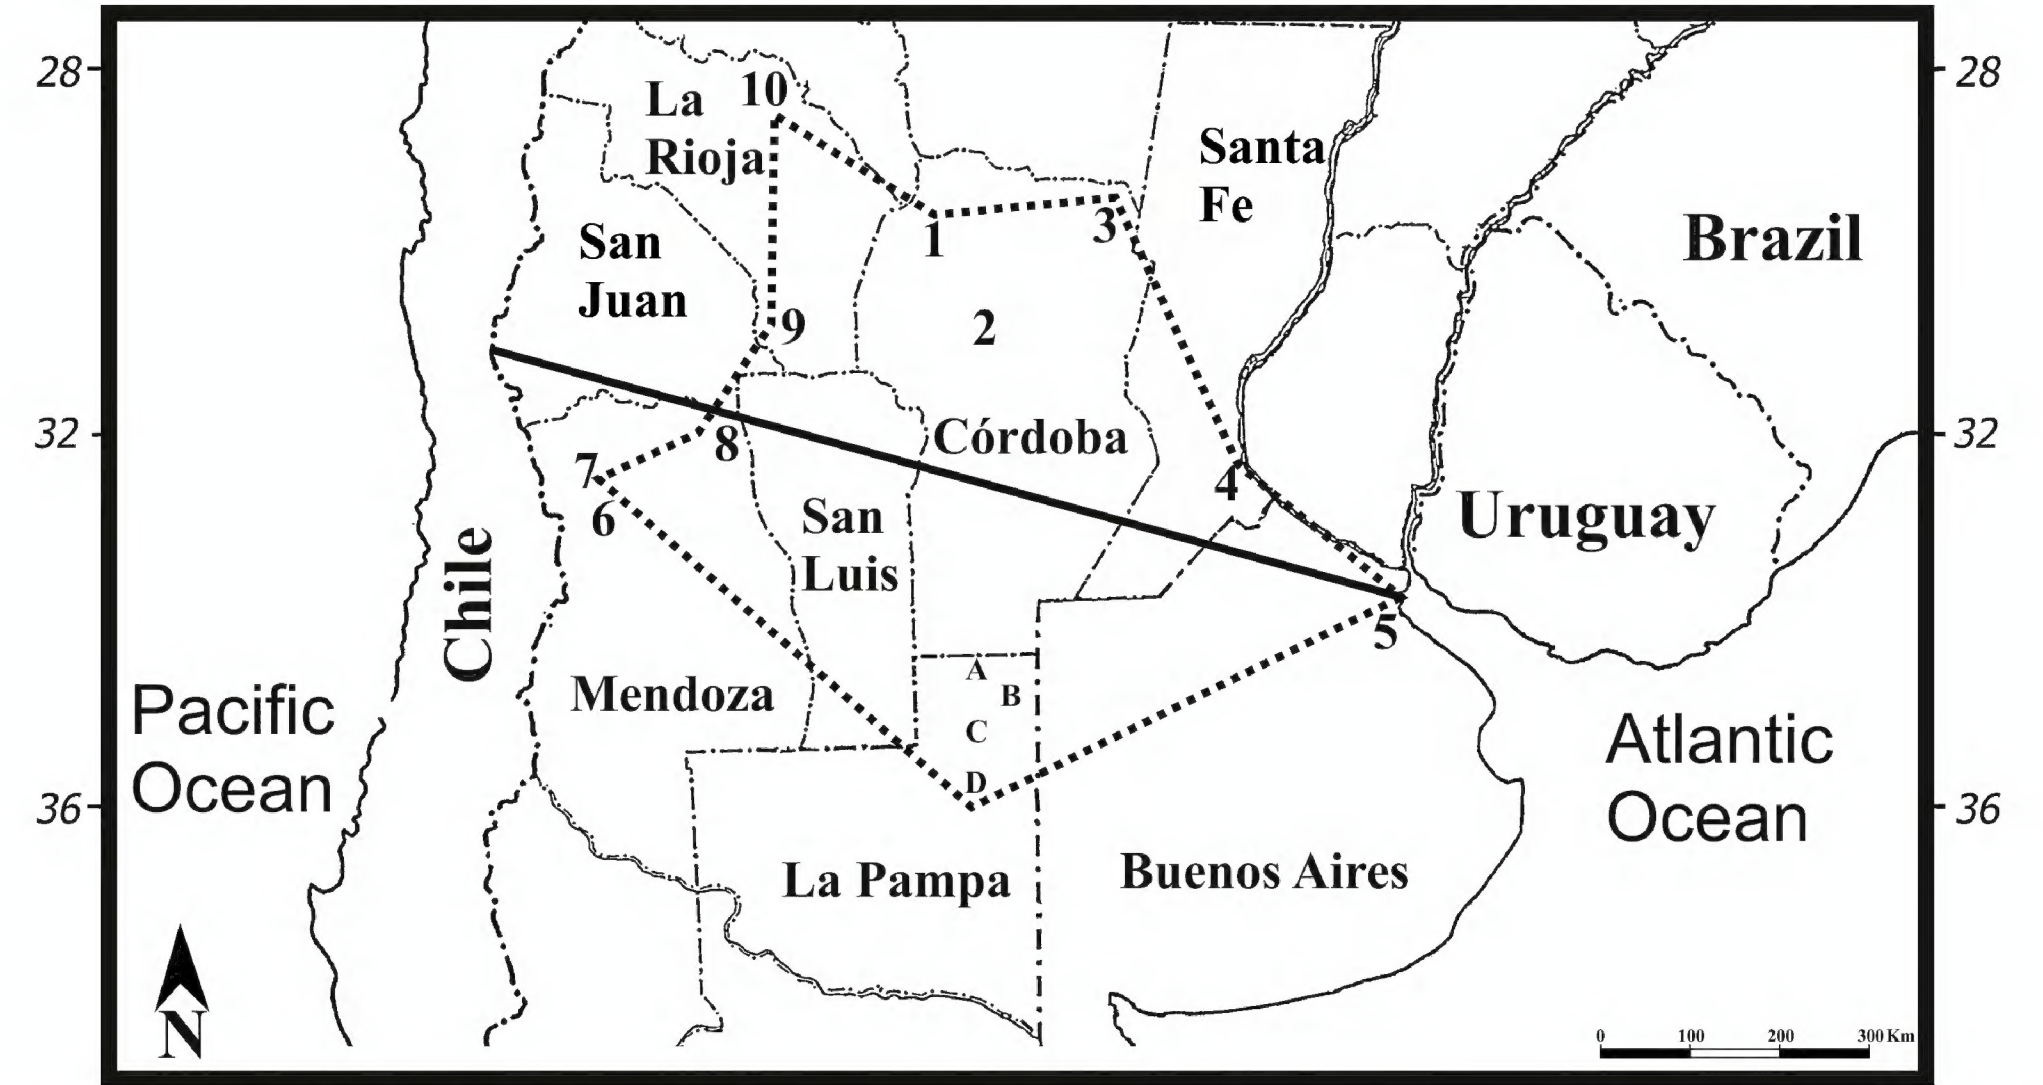 28
28
La
Rioja
10
Santa
Fe
3
1
Brazil
San
Juan
9
2
32
32
Córdoba
8
7
4
6
San
Luis
Uruguay
Chile
5
A
B
C
D
Mendoza
Pacific
Ocean
Atlantic
Ocean
36
36
La Pampa
Buenos Aires
N
0 100 200 300 Km